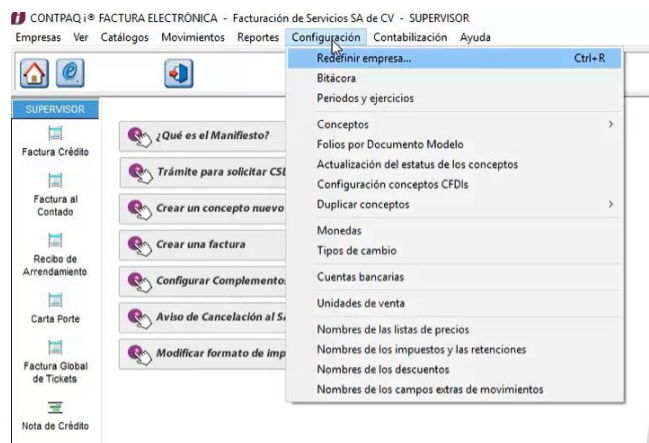 CONTPAQ i® FACTURA ELECTRÓNICA - Facturación de Servicios SA de CV - SUPERVISOR
Empresas Ver Catálogos Movimientos Reportes Configuración Contabilización Ayuda
Redefinir empresa... Ctrl+R
Bitácora
Periodos y ejercicios
Conceptos
Folios por Documento Modelo
Actualización del estatus de los conceptos
Configuración conceptos CFDIs
Duplicar conceptos
Monedas
Tipos de cambio
Cuentas bancarias
Unidades de venta
Nombres de las listas de precios
Nombres de los impuestos y las retenciones
Nombres de los descuentos
Nombres de los campos extras de movimientos
SUPERVISOR
Factura Crédito
Factura al
Contado
Recibo de
Arrendamiento
Carta Porte
Factura Global
de Tickets
Nota de Crédito
¿Qué es el Manifiesto?
Trámite para solicitar CSD
Crear un concepto nuevo
Crear una factura
Configurar Complemento
Aviso de Cancelación al
Modificar formato de imp